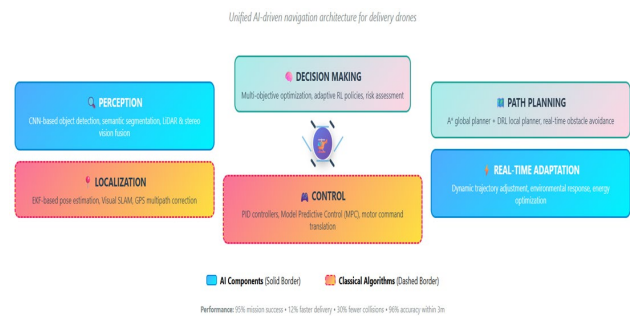 Unified AI-driven navigation architecture for delivery drones
PERCEPTION
CNN-based object detection, semantic segmentation, LIDAR & stereo
vision fusion
DECISION MAKING
Multi-objective optimization, adaptive RL policies, risk assessment
PATH PLANNING
A* global planner + DRL local planner, real-time obstacle avoidance
LOCALIZATION
EKF-based pose estimation, Visual SLAM, GPS multipath correction
CONTROL
PID controllers, Model Predictive Control (MPC), motor command
translation
REAL-TIME ADAPTATION
Dynamic trajectory adjustment, environmental response, energy
optimization
AI Components (Solid Border)
Classical Algorithms (Dashed Border)
Performance: 95% mission success • 12% faster delivery • 30% fewer collisions • 96% accuracy within 3m